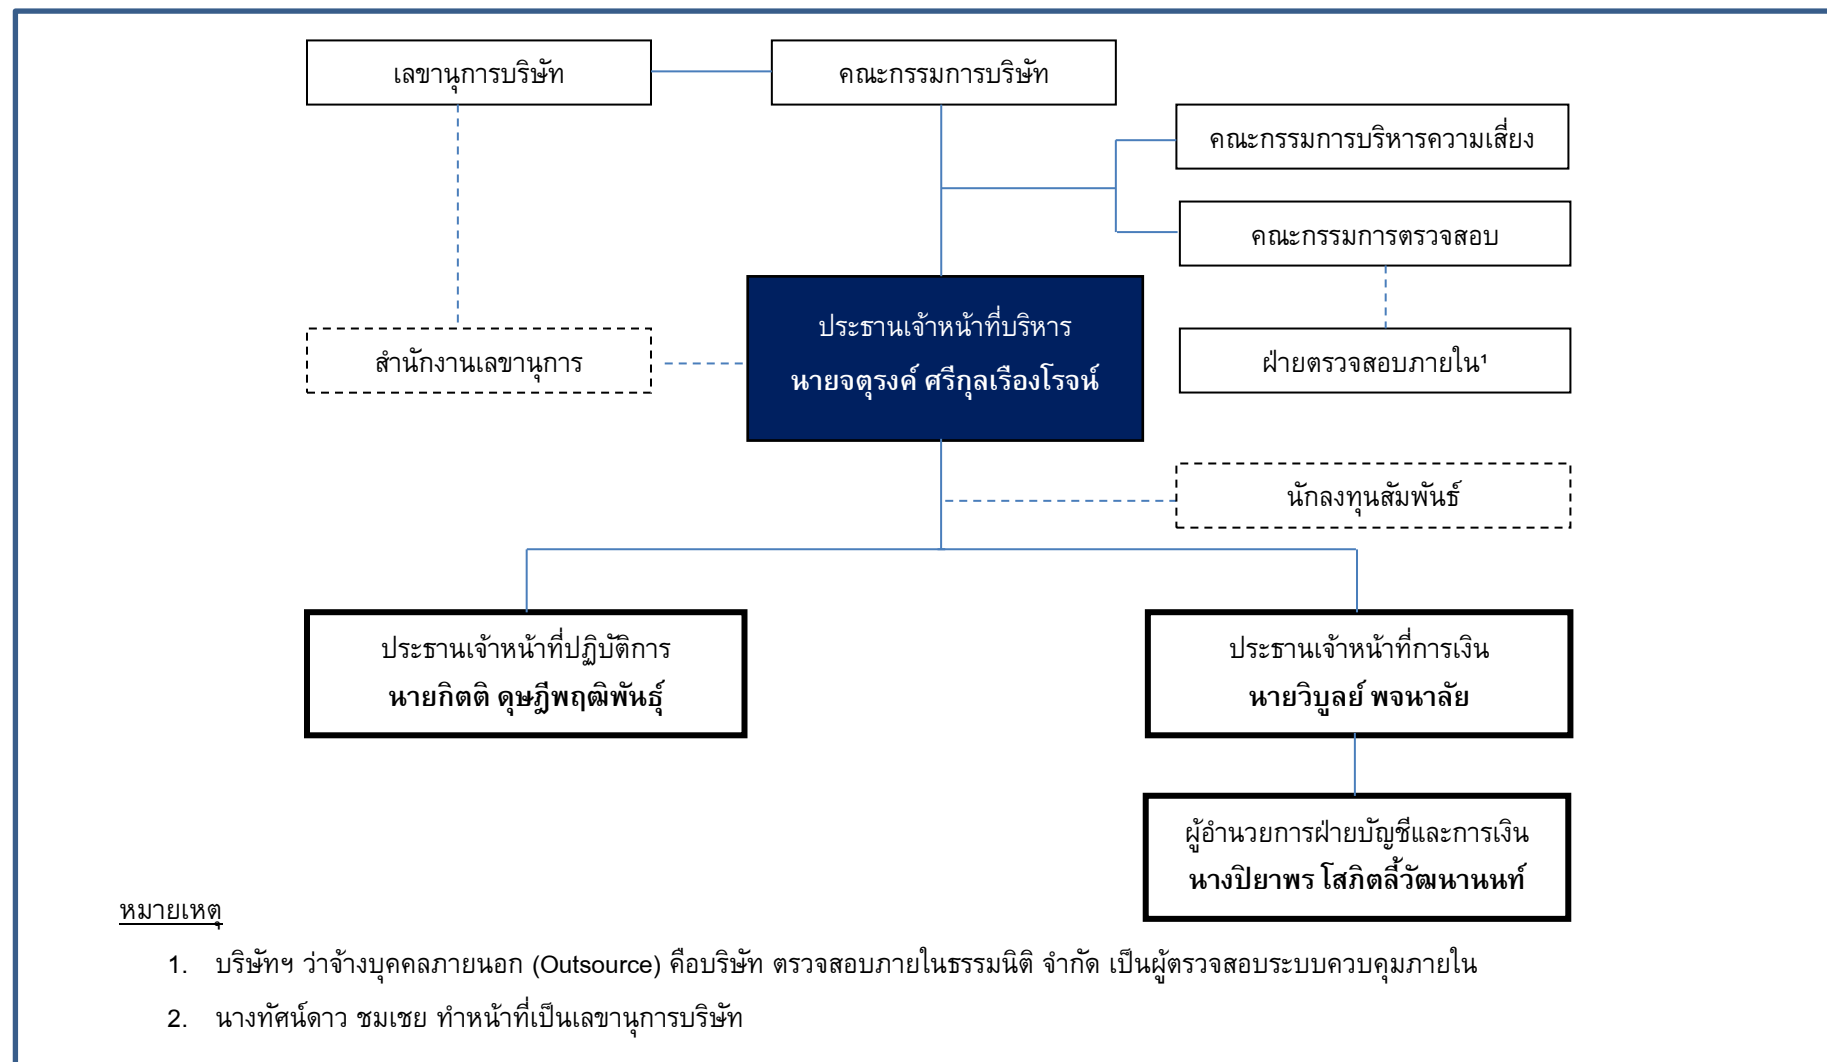 เลขานุการบริษัท
คณะกรรมการบริษัท
คณะกรรมการบริหารความเสี่ยง
คณะกรรมการตรวจสอบ
ประธานเจ้าหน้าที่บริหาร
นายจตุรงค์ ศรีกุลเรืองโรจน์
สำนักงานเลขานุการ
ฝ่ายตรวจสอบภายใน¹
นักลงทุนสัมพันธ์
ประธานเจ้าหน้าที่ปฏิบัติการ
นายกิตติ ดุษฎีพฤฒิพันธุ์
ประธานเจ้าหน้าที่การเงิน
นายวิบูลย์ พจนาลัย
ผู้อำนวยการฝ่ายบัญชีและการเงิน
นางปิยาพร โสภิตลี้วัฒนานนท์
หมายเหตุ
1. บริษัทฯ ว่าจ้างบุคคลภายนอก (Outsource) คือบริษัท ตรวจสอบภายในธรรมนิติ จำกัด เป็นผู้ตรวจสอบระบบควบคุมภายใน
2. นางทัศน์ดาว ชมเชย ทำหน้าที่เป็นเลขานุการบริษัท